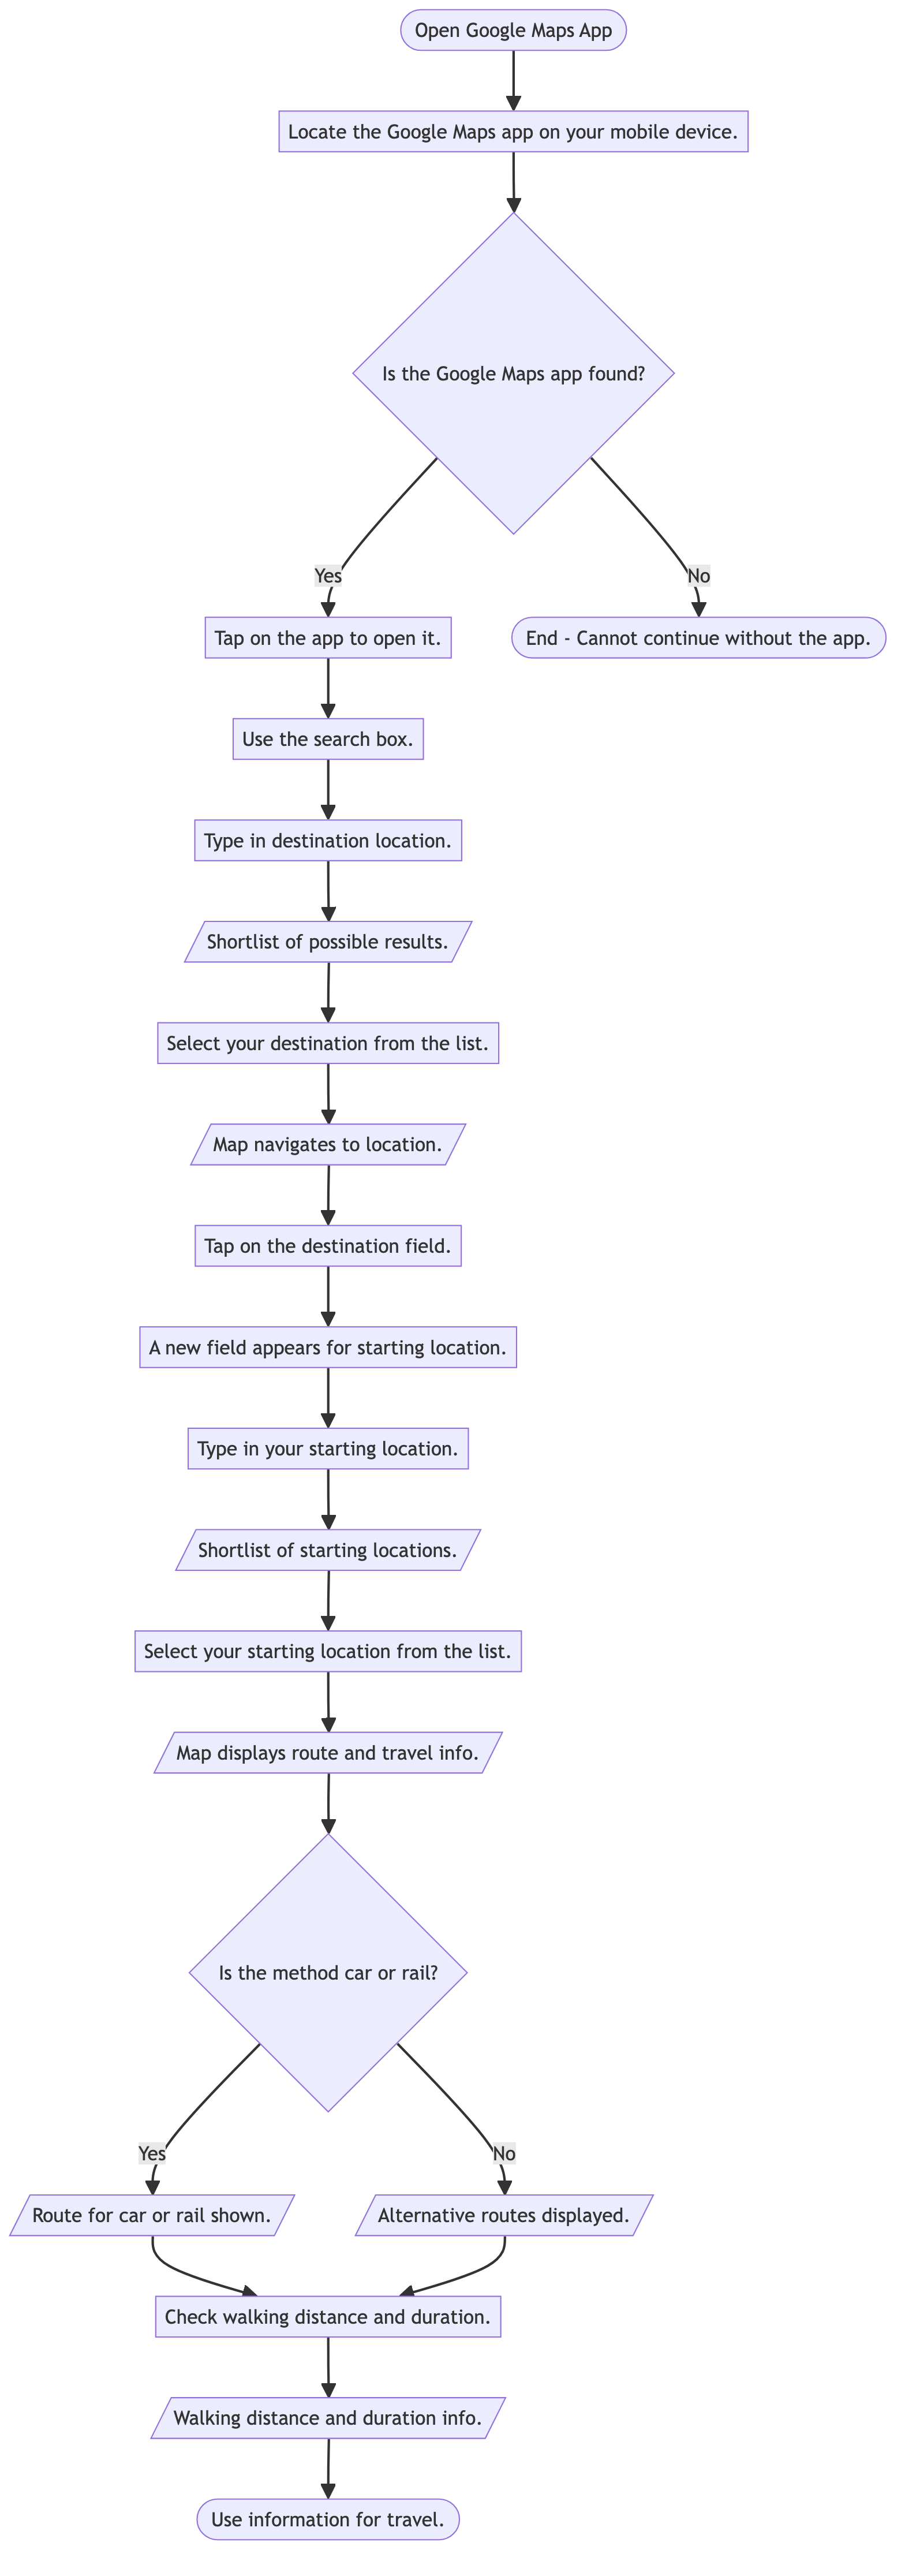 Open Google Maps App
Locate the Google Maps app on your mobile device.
Is the Google Maps app found?
Yes
No
Tap on the app to open it.
End - Cannot continue without the app.
Use the search box.
Type in destination location.
Shortlist of possible results.
Select your destination from the list.
Map navigates to location.
Tap on the destination field.
A new field appears for starting location.
Type in your starting location.
Shortlist of starting locations.
Select your starting location from the list.
Map displays route and travel info.
Is the method car or rail?
Yes
No
Route for car or rail shown.
Alternative routes displayed.
Check walking distance and duration.
Walking distance and duration info.
Use information for travel.